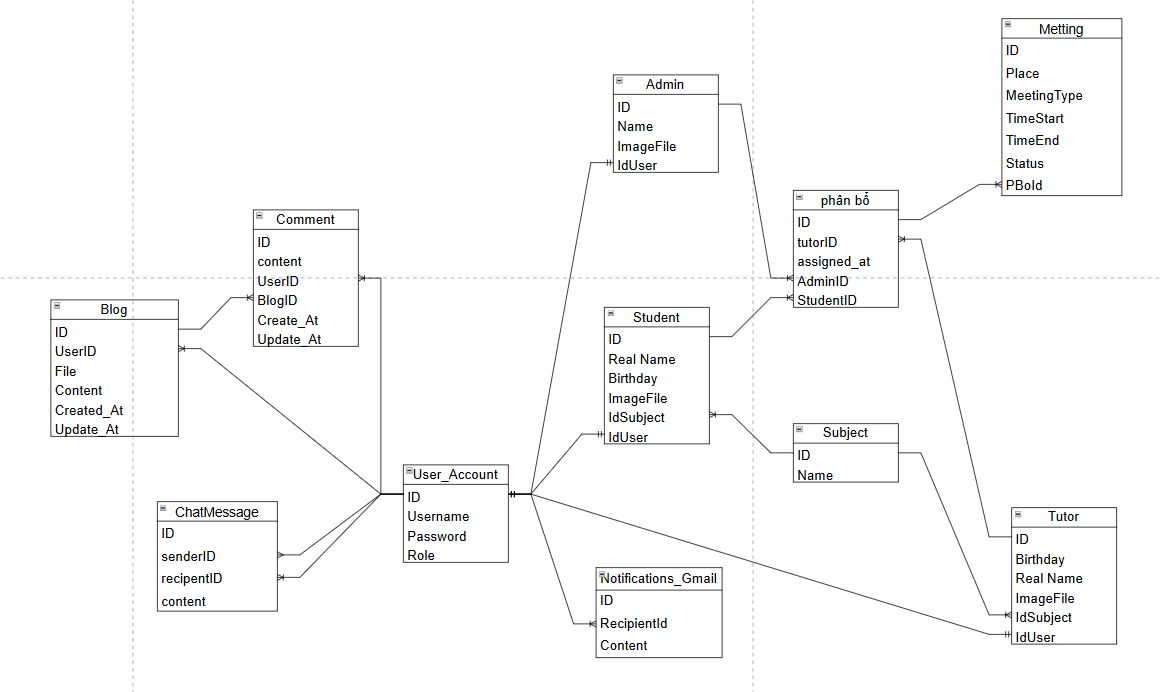 Metting
ID
Place
MeetingType
TimeStart
TimeEnd
Status
PBoId
Admin
ID
Name
ImageFile
IdUser
phân bổ
ID
tutorID
assigned_at
AdminID
StudentID
Comment
ID
content
UserID
BlogID
Create_At
Update_At
Blog
ID
UserID
File
Content
Created_At
Update_At
Student
ID
Real Name
Birthday
ImageFile
IdSubject
IdUser
Subject
ID
Name
User_Account
ID
Username
Password
Role
ChatMessage
ID
senderID
recipentID
content
Tutor
ID
Birthday
Real Name
ImageFile
IdSubject
IdUser
Notifications_Gmail
ID
RecipientId
Content